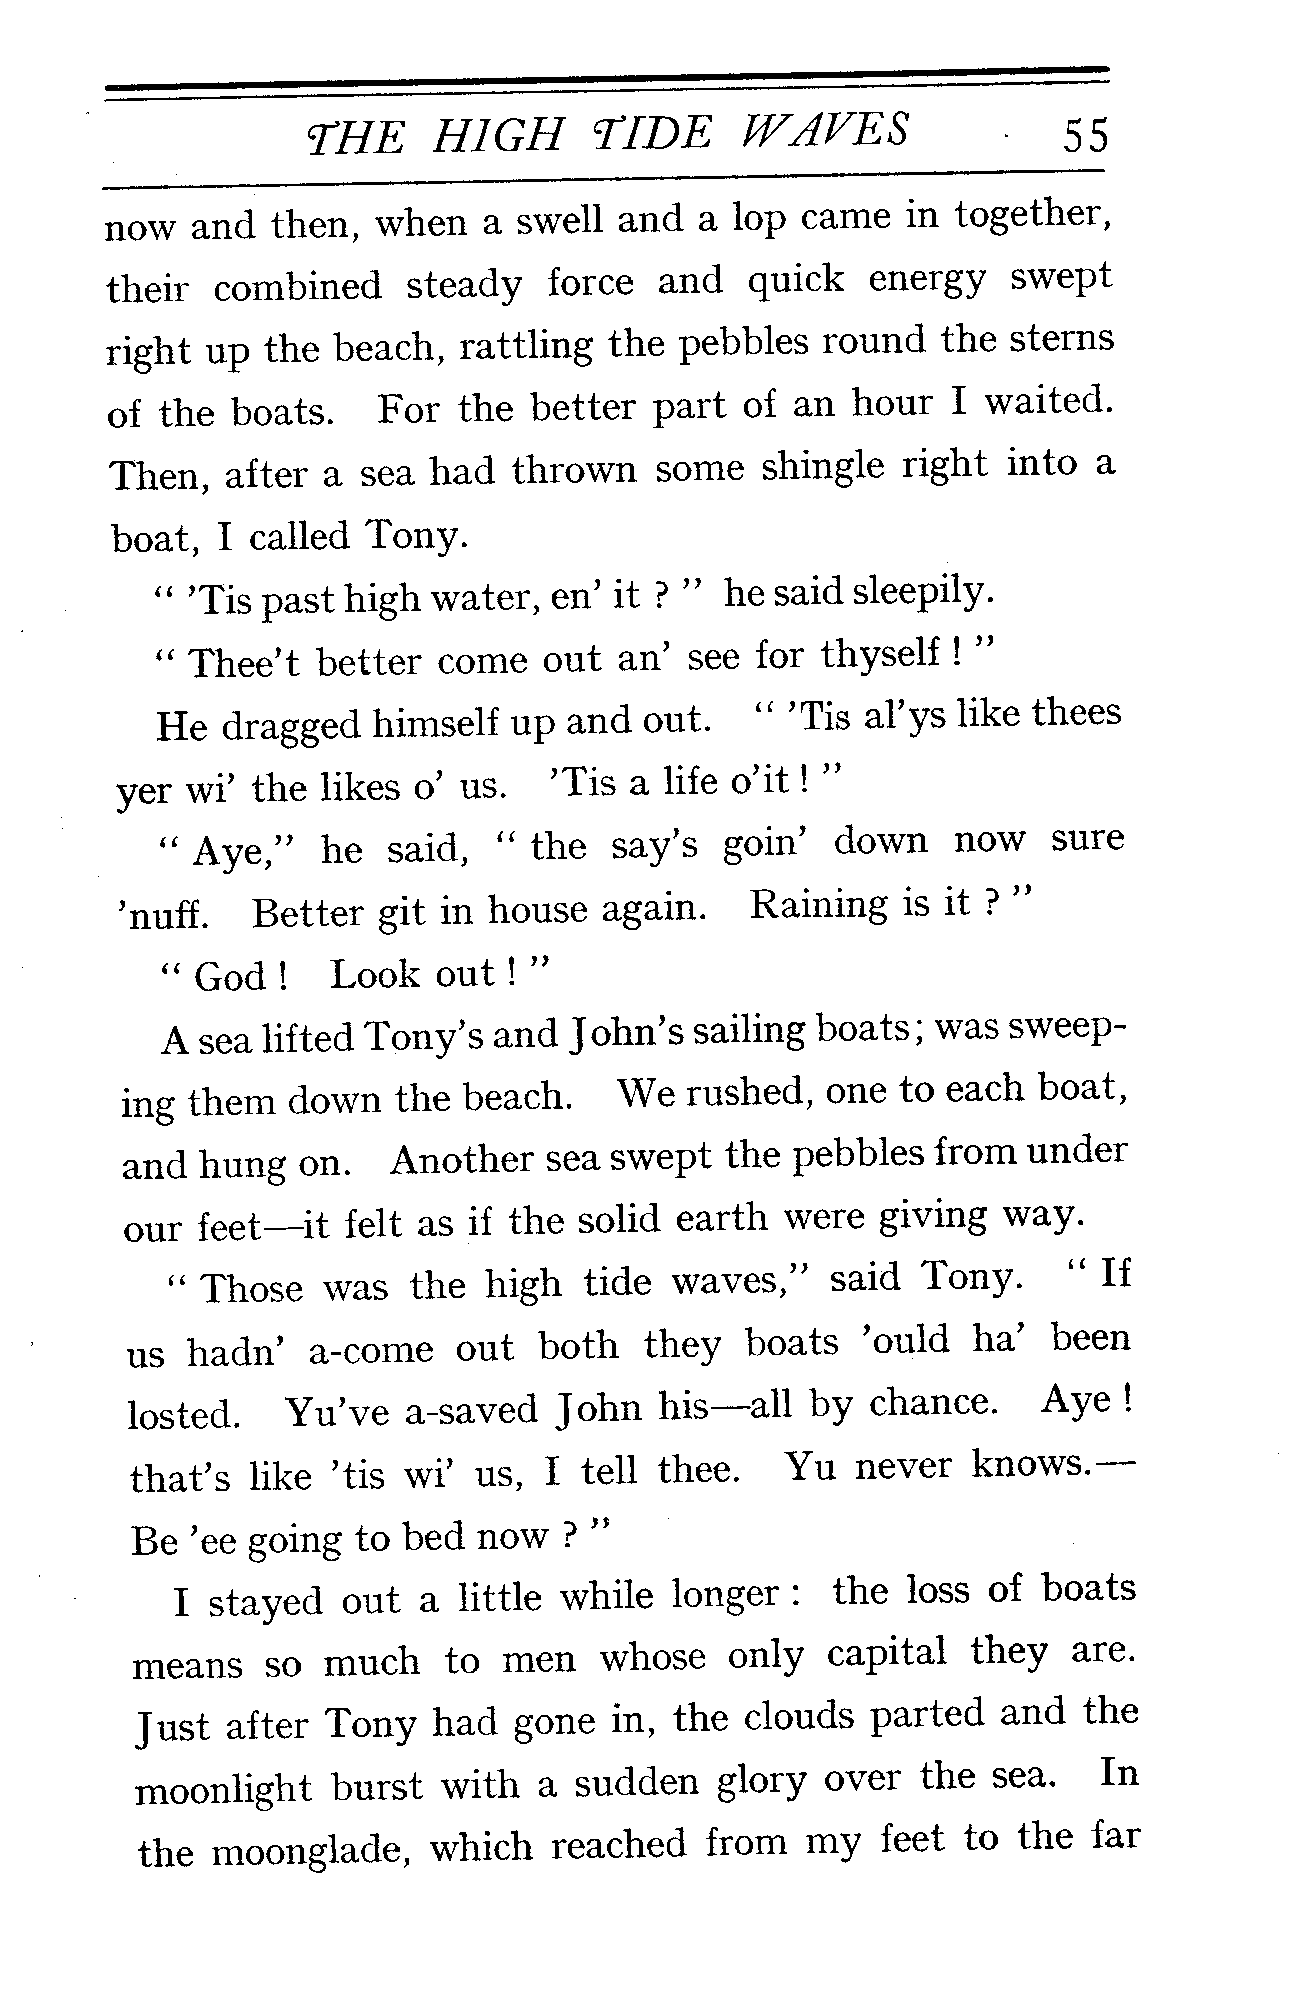 THE HIGH TIDE WAVES 55
now and then, when a swell and a lop came in together,
their combined steady force and quick energy swept
right up the beach, rattling the pebbles round the sterns
of the boats. For the better part of an hour I waited.
Then, after a sea had thrown some shingle right into a
boat, I called Tony.
“ ’Tis past high water, en’ it ? ” he said sleepily.
“ Thee’t better come out an’ see for thyself ! ”
He dragged himself up and out. “ ’Tis al’ys like thees
yer wi’ the likes o’ us. ’Tis a life o’it ! ”
“ Aye,” he said, “ the say’s goin’ down now sure
’nuff. Better git in house again. Raining is it ? ”
“ God ! Look out ! ”
A sea lifted Tony’s and John’s sailing boats; was sweep-
ing them down the beach. We rushed, one to each boat,
and hung on. Another sea swept the pebbles from under
our feet—it felt as if the solid earth were giving way.
“ Those was the high tide waves,” said Tony. “ If
us hadn’ a-come out both they boats ’ould ha’ been
losted. Yu’ve a-saved John his—all by chance. Aye !
that’s like ’tis wi’ us, I tell thee. Yu never knows.—
Be ’ee going to bed now ? ”
I stayed out a little while longer : the loss of boats
means so much to men whose only capital they are.
Just after Tony had gone in, the clouds parted and the
moonlight burst with a sudden glory over the sea. In
the moonglade, which reached from my feet to the far